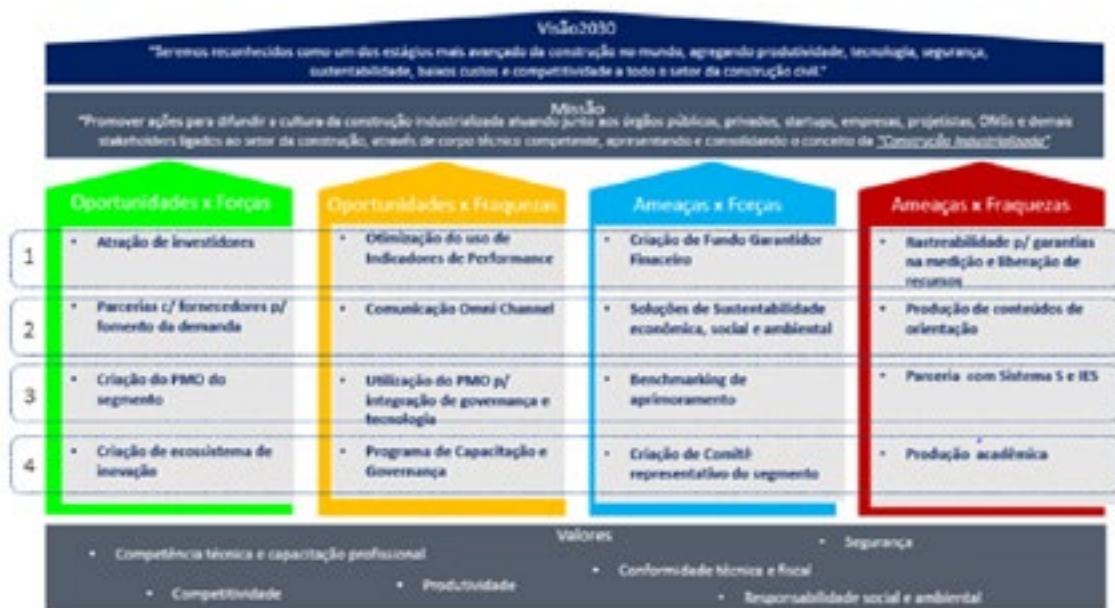 Visão2030
"Seremos reconhecidos como um dos estágios mais avançado da construção no mundo, agregando produtividade, tecnologia, segurança,
sustentabilidade, baixos custos e competitividade a todo o setor da construção civil."
Missão
"Promover ações para difundir a cultura da construção industrializada atuando junto aos órgãos públicos, privados, startups, empresas, projetistas, e demais
stakeholders ligados ao setor da construção, através de corpo técnico competente, apresentando e consolidando o conceito da "Construção Industrializada"
Oportunidades x Forças
Oportunidades x Fraquezas
Ameaças x Forças
Ameaças x Fraquezas
1
• Atração de investidores
• Otimização do uso de
Indicadores de Performance
• Criação de Fundo Garantidor
Finaceiro
• Rastreabilidade p/ garantias
na medição e liberação de
recursos
2
• Parcerias c/ fornecedores p/
fomento da demanda
• Comunicação Omni Channel
• Soluções de Sustentabilidade
econômica, social e ambiental
• Produção de conteúdos de
orientação
3
• Criação do PMO do
segmento
• Utilização do PMO p/
integração de governança e
tecnologia
• Benchmarking de
aprimoramento
• Parceria com Sistema S e IES
4
• Criação de ecossistema de
inovação
• Programa de Capacitação e
Governança
• Criação de Comitê
representativo do segmento
• Produção acadêmica
Valores
• Competência técnica e capacitação profissional
• Segurança
• Conformidade técnica e fiscal
• Competitividade
• Produtividade
• Responsabilidade social e ambiental